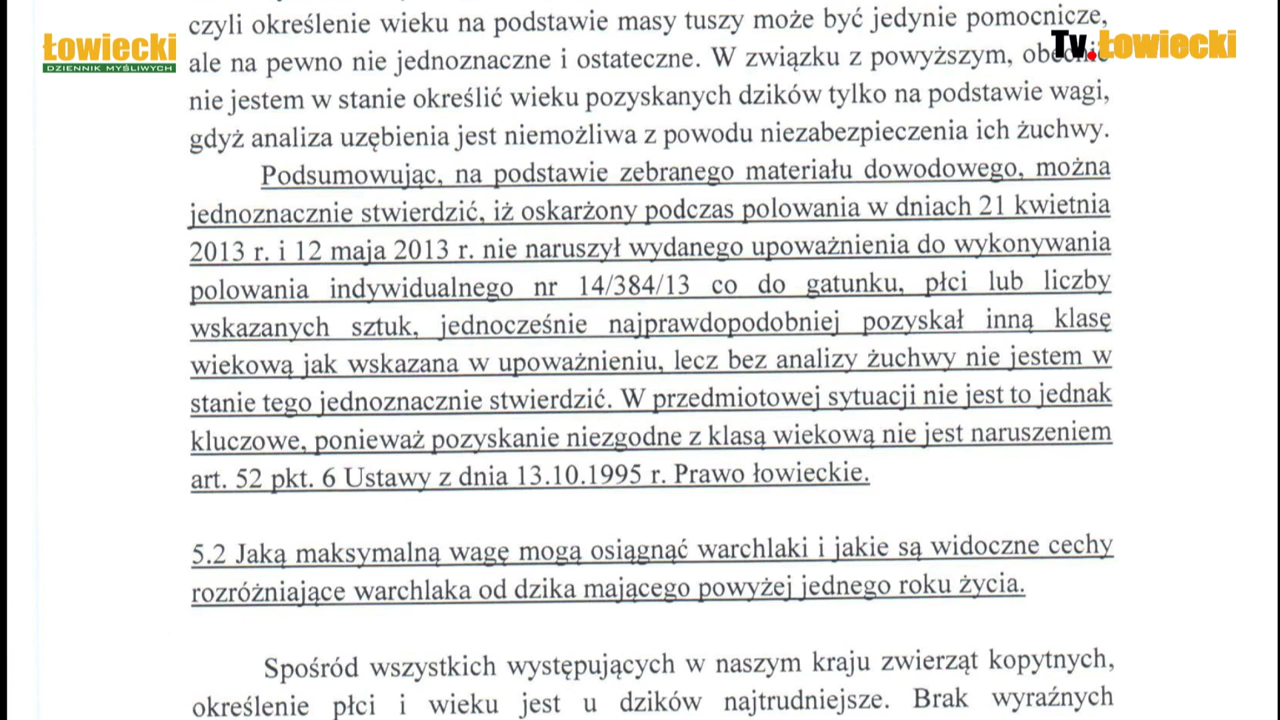 czyli określenie wieku na podstawie masy tuszy może być jedynie pomocnicze,
Łowiecki
DZIENNIK MYŚLIWYCH
Tv.Łowiecki
ale na pewno nie jednoznaczne i ostateczne. W związku z powyższym, obecnie
nie jestem w stanie określić wieku pozyskanych dzików tylko na podstawie wagi,
gdyż analiza uzębienia jest niemożliwa z powodu niezabezpieczenia ich żuchwy.
Podsumowując, na podstawie zebranego materiału dowodowego, można
jednoznacznie stwierdzić, iż oskarżony podczas polowania w dniach 21 kwietnia
2013 r. i 12 maja 2013 r. nie naruszył wydanego upoważnienia do wykonywania
polowania indywidualnego nr 14/384/13 co do gatunku, płci lub liczby
wskazanych sztuk, jednocześnie najprawdopodobniej pozyskał inną klasę
wiekową jak wskazana w upoważnieniu, lecz bez analizy żuchwy nie jestem w
stanie tego jednoznacznie stwierdzić. W przedmiotowej sytuacji nie jest to jednak
kluczowe, ponieważ pozyskanie niezgodne z klasą wiekową nie jest naruszeniem
art. 52 pkt. 6 Ustawy z dnia 13.10.1995 r. Prawo łowieckie.
5.2 Jaką maksymalną wagę mogą osiągnąć warchlaki i jakie są widoczne cechy
rozróżniające warchlaka od dzika mającego powyżej jednego roku życia.
Spośród wszystkich występujących w naszym kraju zwierząt kopytnych,
określenie płci i wieku jest u dzików najtrudniejsze. Brak wyraźnych